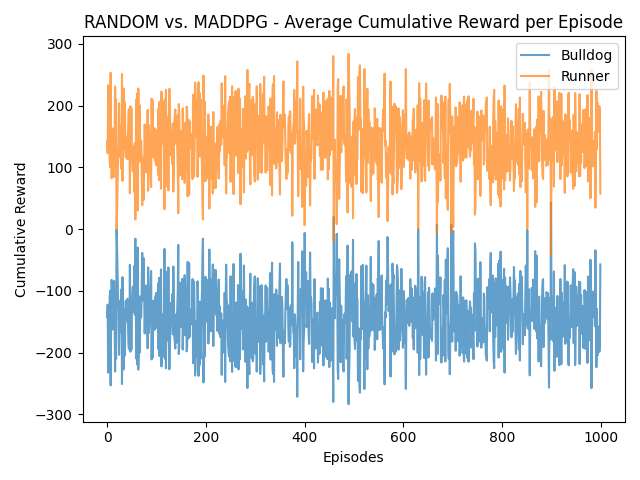 RANDOM vs. MADDPG - Average Cumulative Reward per Episode
300
200
100
0
−100
−200
−300
Cumulative Reward
Bulldog
Runner
0
200
400
600
800
1000
Episodes